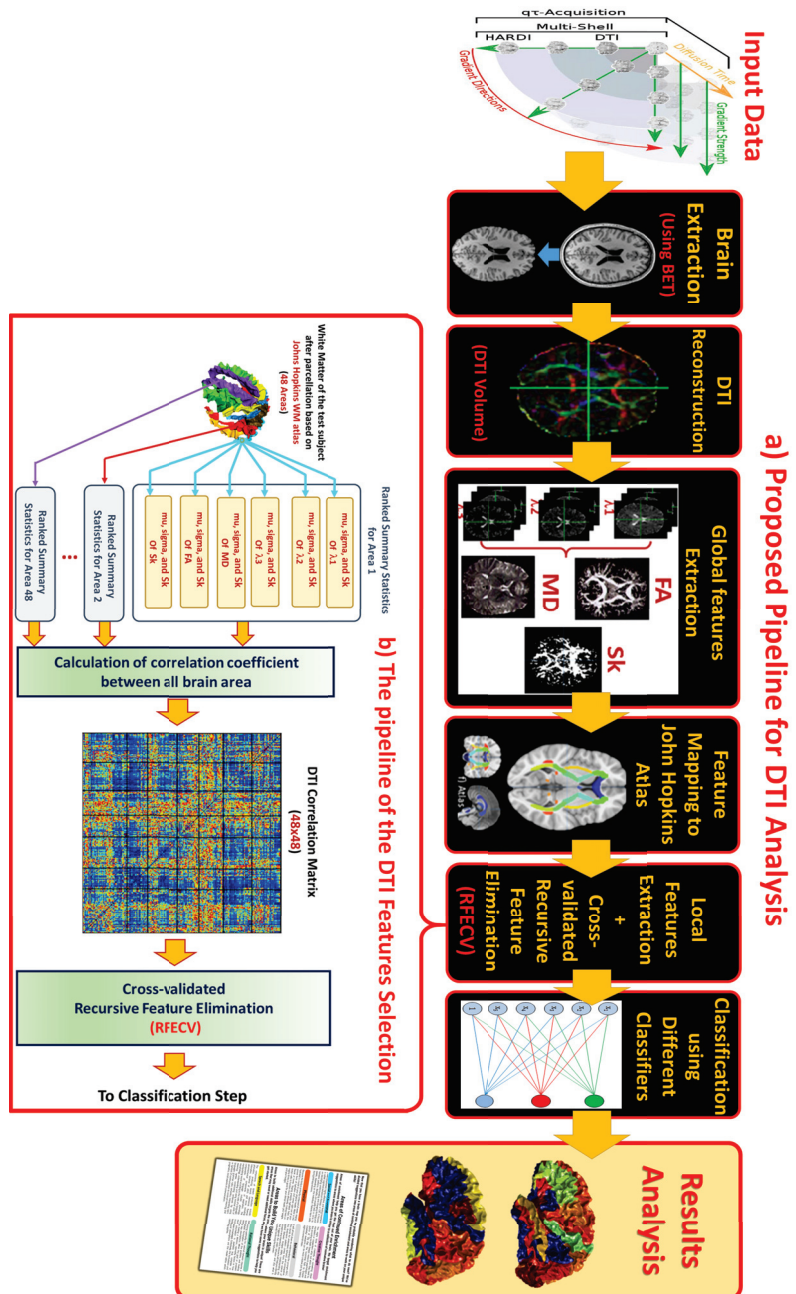 a) Proposed Pipeline for DTI Analysis
Input Data
qτ-Acquisition
Multi-Shell
HARDI
DTI
Diffusion Time
Gradient Strength
Gradient Directions
Brain
Extraction
(Using BET)
DTI
Reconstruction
(DTI Volume)
Global features
Extraction
λ1
λ2
λ3
FA
MD
Sk
Feature
Mapping to
John Hopkins
Atlas
f) Atlas
Local
Features
Extraction
+
Cross-
validated
Recursive
Feature
Elimination
(RFECV)
Classification
using
Different
Classifiers
Results
Analysis
Areas to Build You Unique Skills
b) The pipeline of the DTI Features Selection
White Matter of the test subject
after parcellation based on
Johns Hopkins WM atlas
(48 Areas)
Ranked Summary Statistics
for Area 1
mu, sigma, and Sk
Of λ1
mu, sigma, and Sk
Of λ2
mu, sigma, and Sk
Of λ3
mu, sigma, and Sk
Of MD
mu, sigma, and Sk
Of FA
mu, sigma, and Sk
Of Sk
Ranked Summary
Statistics for Area 2
...
Ranked Summary
Statistics for Area 48
Calculation of correlation coefficient
between all brain area
DTI Correlation Matrix
(48x48)
Cross-validated
Recursive Feature Elimination
(RFECV)
To Classification Step